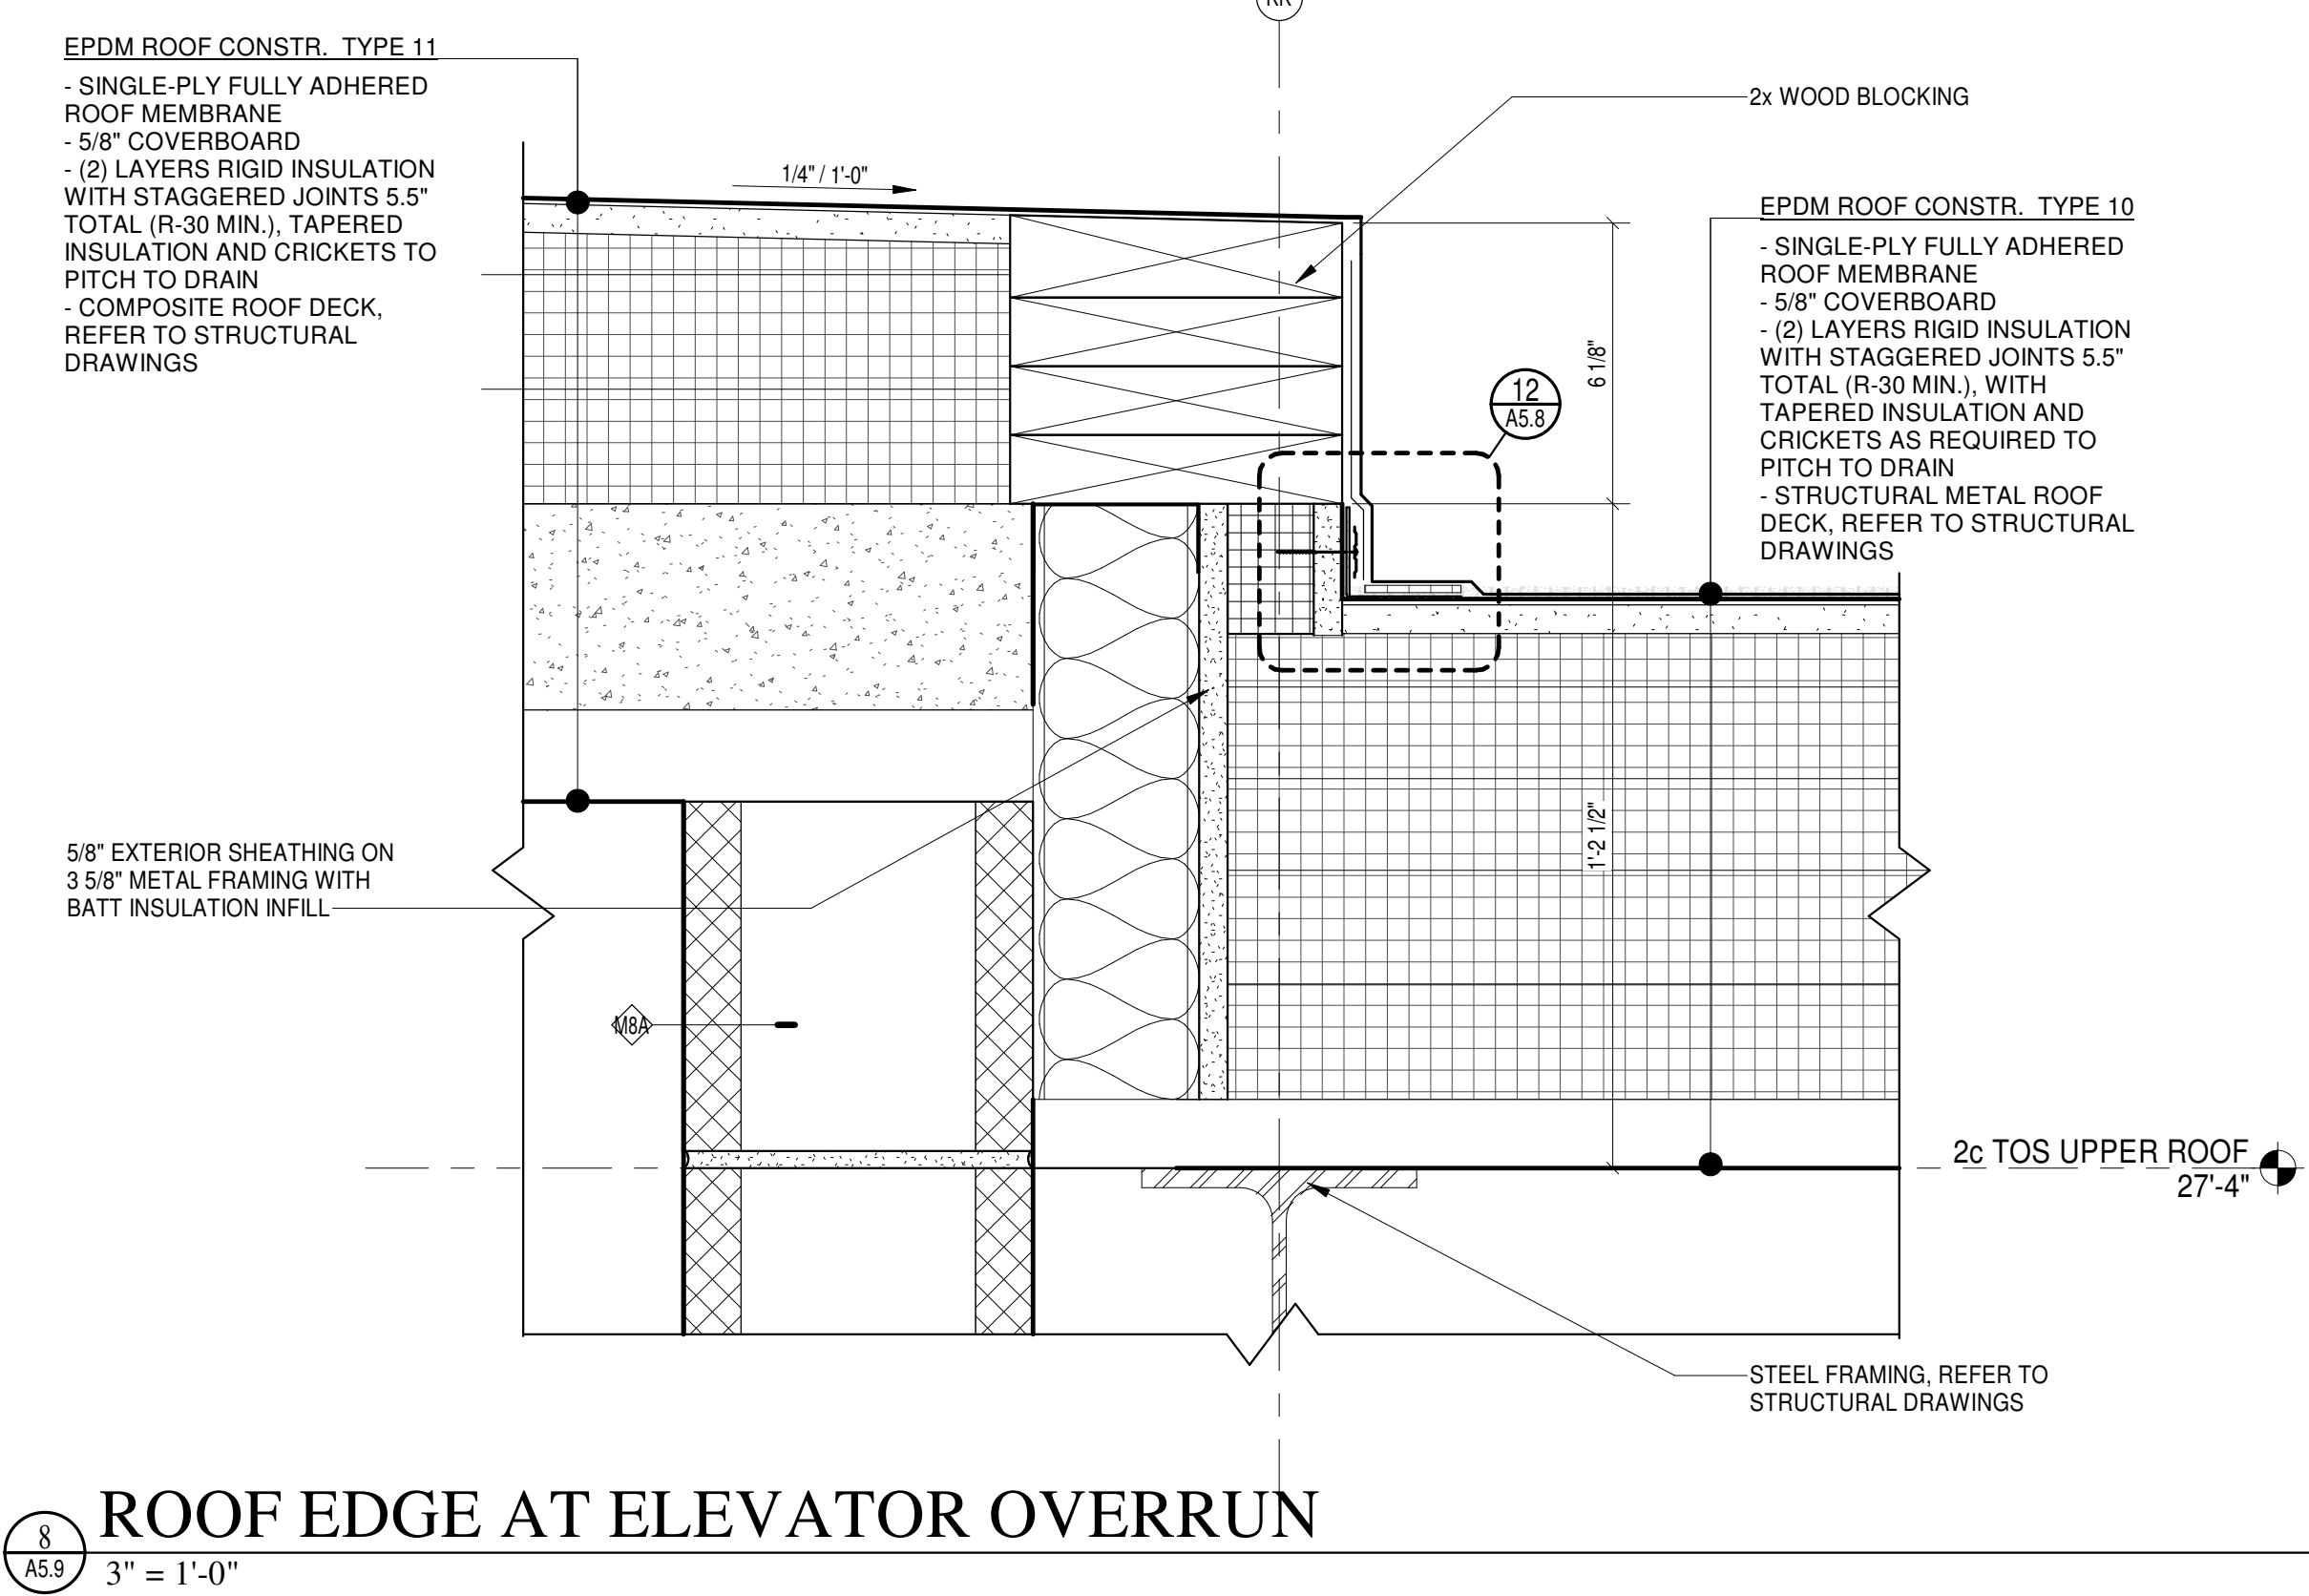 RR
EPDM ROOF CONSTR. TYPE 11
- SINGLE-PLY FULLY ADHERED
ROOF MEMBRANE
- 5/8" COVERBOARD
- (2) LAYERS RIGID INSULATION
WITH STAGGERED JOINTS 5.5"
TOTAL (R-30 MIN.), TAPERED
INSULATION AND CRICKETS TO
PITCH TO DRAIN
- COMPOSITE ROOF DECK,
REFER TO STRUCTURAL
DRAWINGS
1/4" / 1'-0"
2x WOOD BLOCKING
EPDM ROOF CONSTR. TYPE 10
- SINGLE-PLY FULLY ADHERED
ROOF MEMBRANE
- 5/8" COVERBOARD
- (2) LAYERS RIGID INSULATION
WITH STAGGERED JOINTS 5.5"
TOTAL (R-30 MIN.), WITH
TAPERED INSULATION AND
CRICKETS AS REQUIRED TO
PITCH TO DRAIN
- STRUCTURAL METAL ROOF
DECK, REFER TO STRUCTURAL
DRAWINGS
6 1/8"
12
A5.8
1'-2 1/2"
5/8" EXTERIOR SHEATHING ON
3 5/8" METAL FRAMING WITH
BATT INSULATION INFILL
M8A
2c TOS UPPER ROOF
27'-4"
STEEL FRAMING, REFER TO
STRUCTURAL DRAWINGS
8
A5.9
ROOF EDGE AT ELEVATOR OVERRUN
3" = 1'-0"